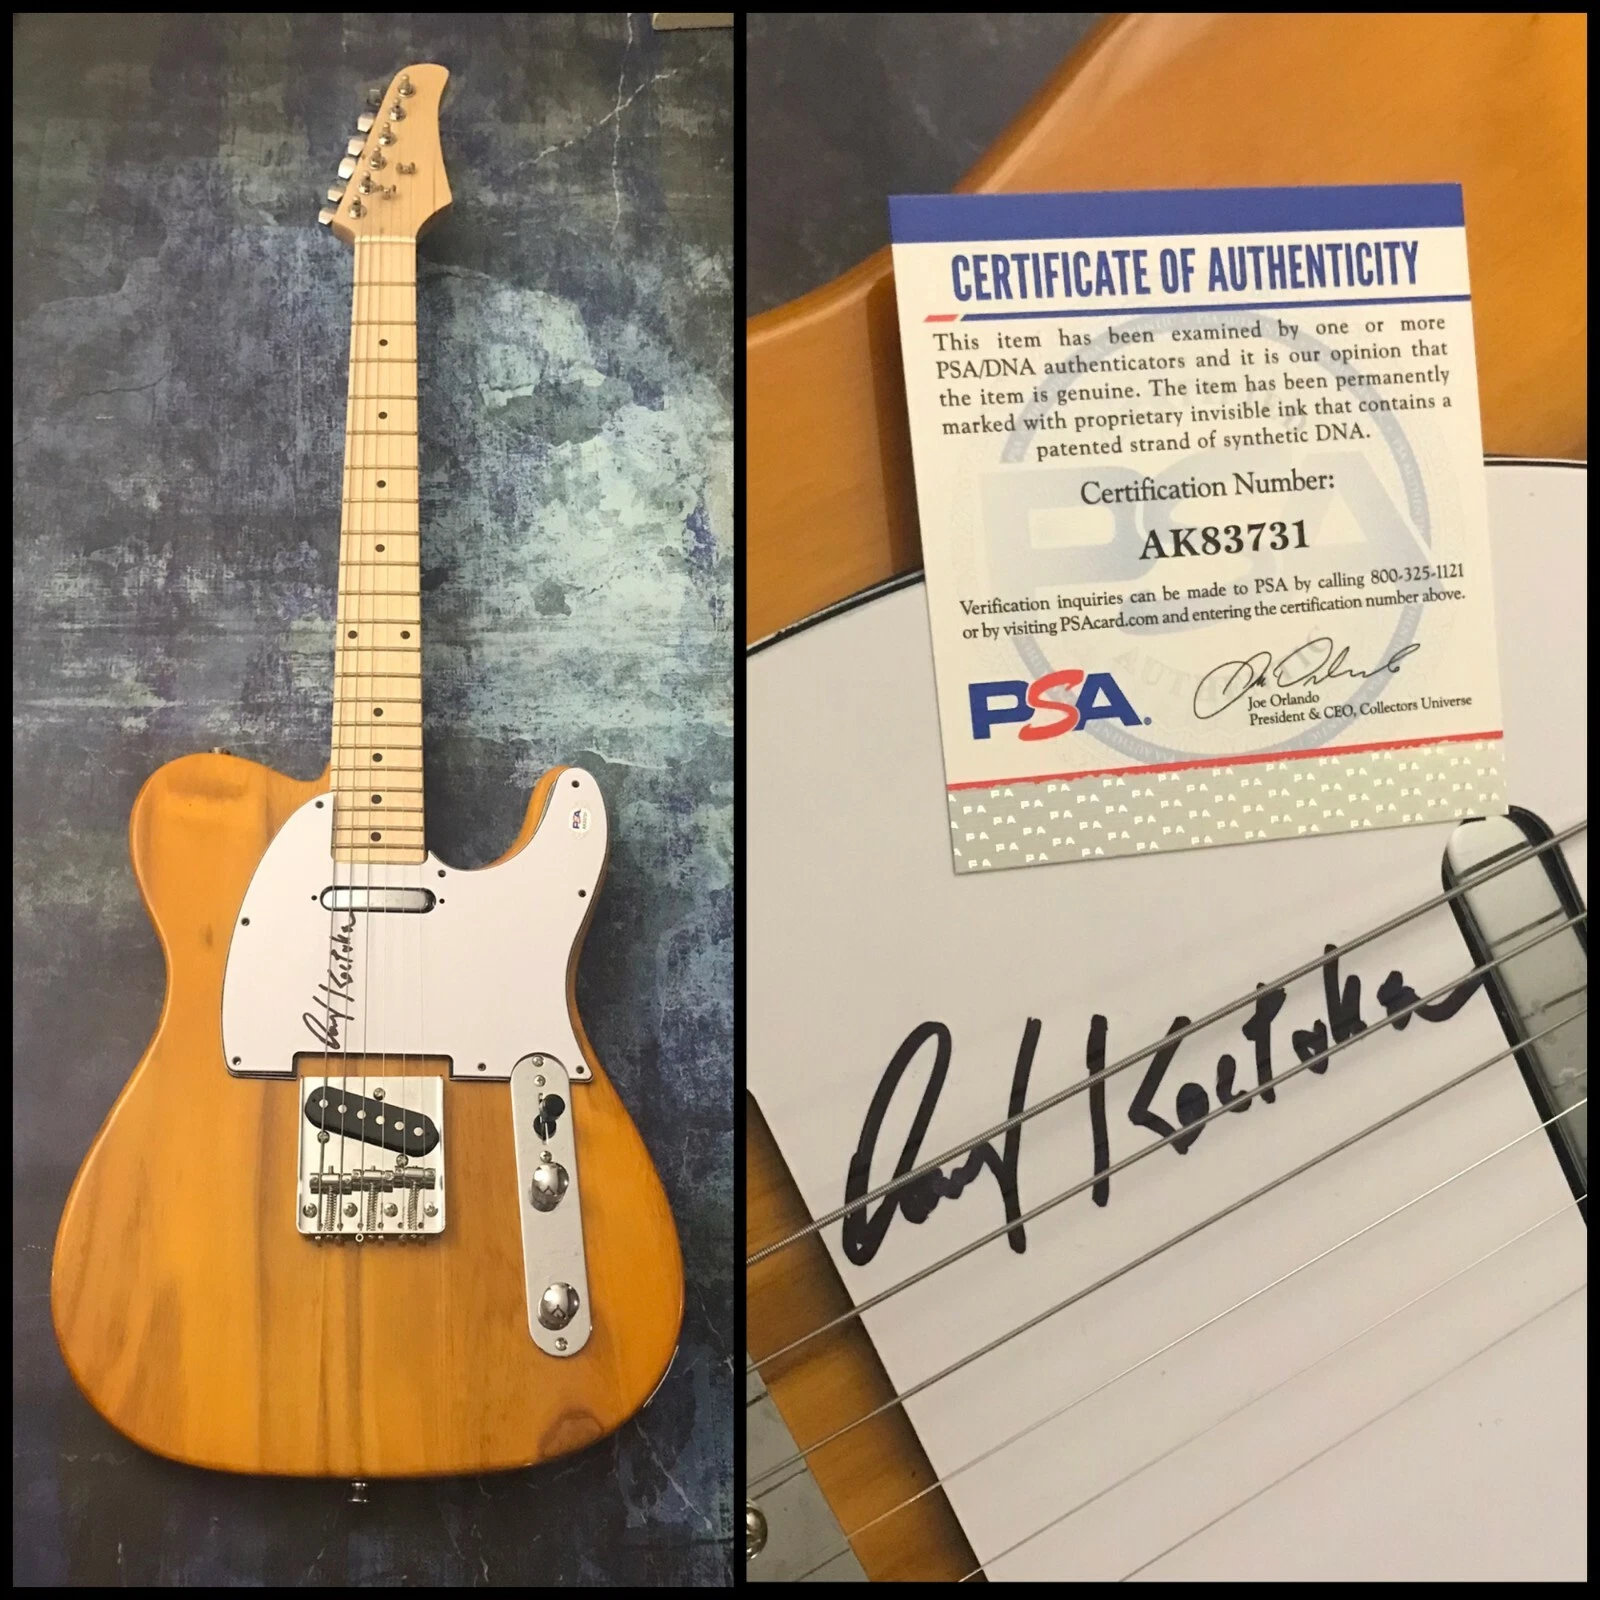 CERTIFICATE OF AUTHENTICITY
This item has been examined by one or more
PSA/DNA authenticators and it is our opinion that
the item is genuine. The item has been permanently
marked with proprietary invisible ink that contains a
patented strand of synthetic DNA.
Certification Number:
AK83731
Verification inquiries can be made to PSA by calling 800-325-1121
or by visiting PSAcard.com and entering the certification number above.
PSA
Joe Orlando
President & CEO, Collectors Universe